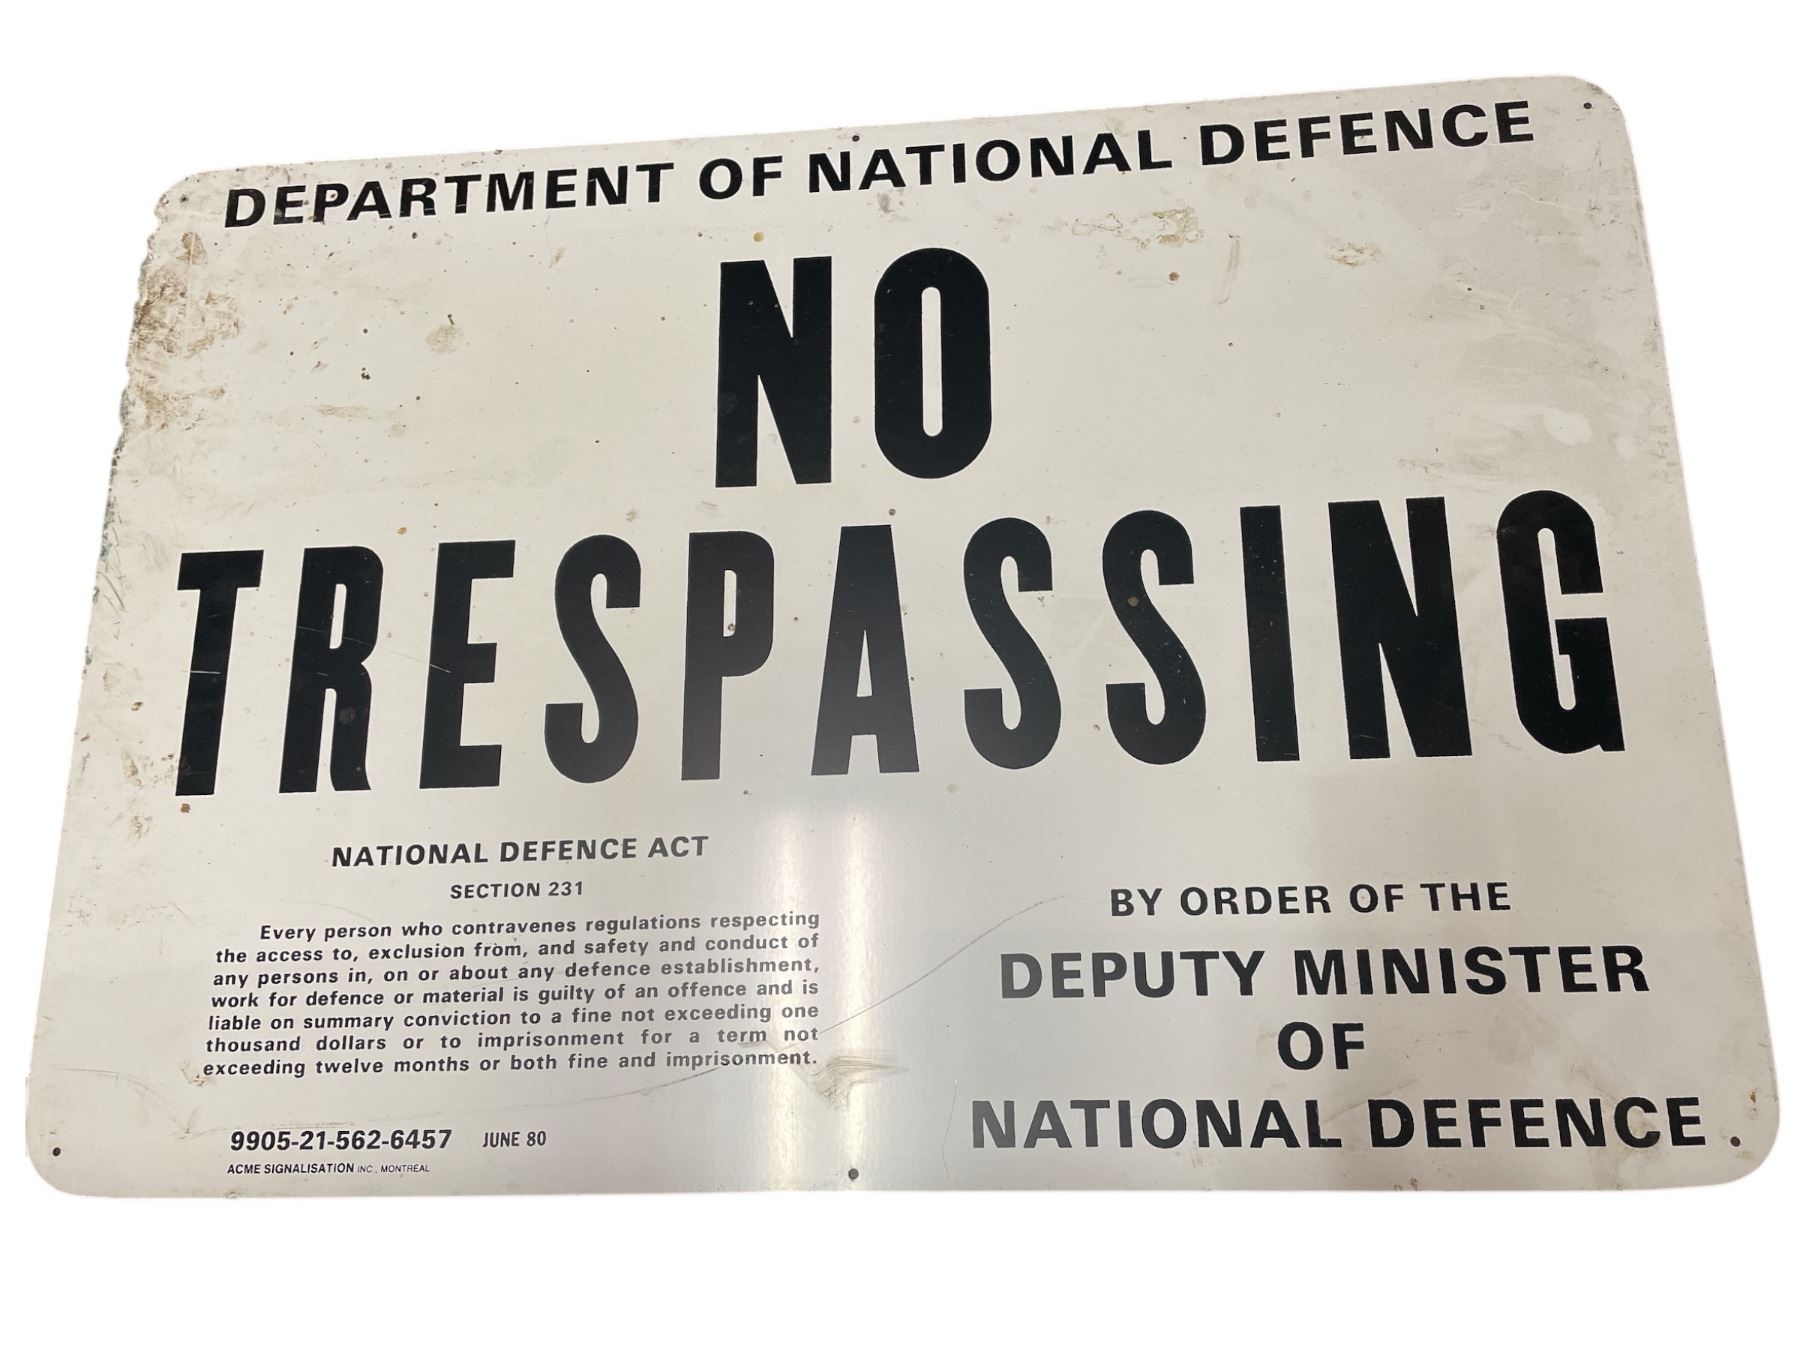 DEPARTMENT OF NATIONAL DEFENCE
NO
TRESPASSING
NATIONAL DEFENCE ACT
SECTION 231
Every person who contravenes regulations respecting
the access to, exclusion from, and safety and conduct of
any persons in, on or about any defence establishment,
work for defence or material is guilty of an offence and is
liable on summary conviction to a fine not exceeding one
thousand dollars or to imprisonment for a term not
exceeding twelve months or both fine and imprisonment.
9905-21-562-6457 JUNE 80
ACME SIGNALISATION INC., MONTREAL
BY ORDER OF THE
DEPUTY MINISTER
OF
NATIONAL DEFENCE